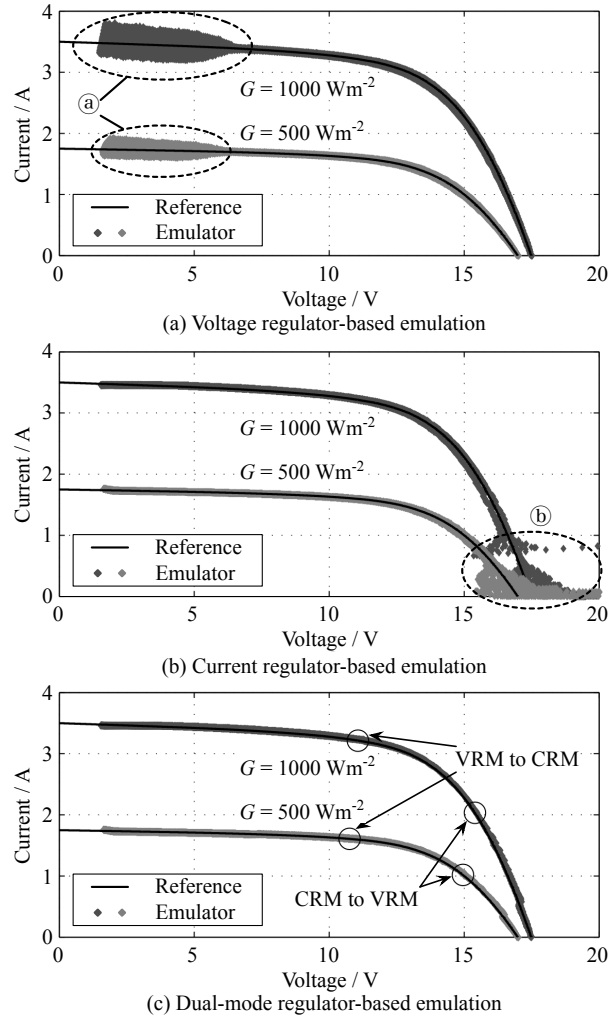 4
3
2
1
0
0 5 10 15 20
Current / A
Voltage / V
ⓐ
G = 1000 Wm-2
G = 500 Wm-2
Reference
Emulator
(a) Voltage regulator-based emulation
4
3
2
1
0
0 5 10 15 20
Current / A
Voltage / V
G = 1000 Wm-2
G = 500 Wm-2
ⓑ
Reference
Emulator
(b) Current regulator-based emulation
4
3
2
1
0
0 5 10 15 20
Current / A
Voltage / V
VRM to CRM
G = 1000 Wm-2
G = 500 Wm-2
CRM to VRM
Reference
Emulator
(c) Dual-mode regulator-based emulation